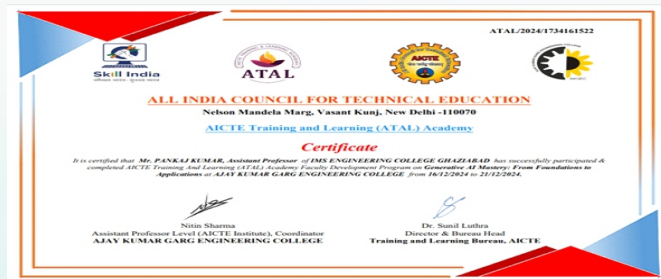 ATAL/2024/1734161522
Skill India
कौशल भारत - कुशल भारत
ATAL
AICTE
ALL INDIA COUNCIL FOR TECHNICAL EDUCATION
Nelson Mandela Marg, Vasant Kunj, New Delhi -110070
AICTE Training and Learning (ATAL) Academy
Certificate
It is certified that Mr. PANKAJ KUMAR, Assistant Professor of IMS ENGINEERING COLLEGE GHAZIABAD has successfully participated &
completed AICTE Training And Learning (ATAL) Academy Faculty Development Program on Generative AI Mastery: From Foundations to
Applications at AJAY KUMAR GARG ENGINEERING COLLEGE from 16/12/2024 to 21/12/2024.
Nitin Sharma
Assistant Professor Level (AICTE Institute), Coordinator
AJAY KUMAR GARG ENGINEERING COLLEGE
Dr. Sunil Luthra
Director & Bureau Head
Training and Learning Bureau, AICTE